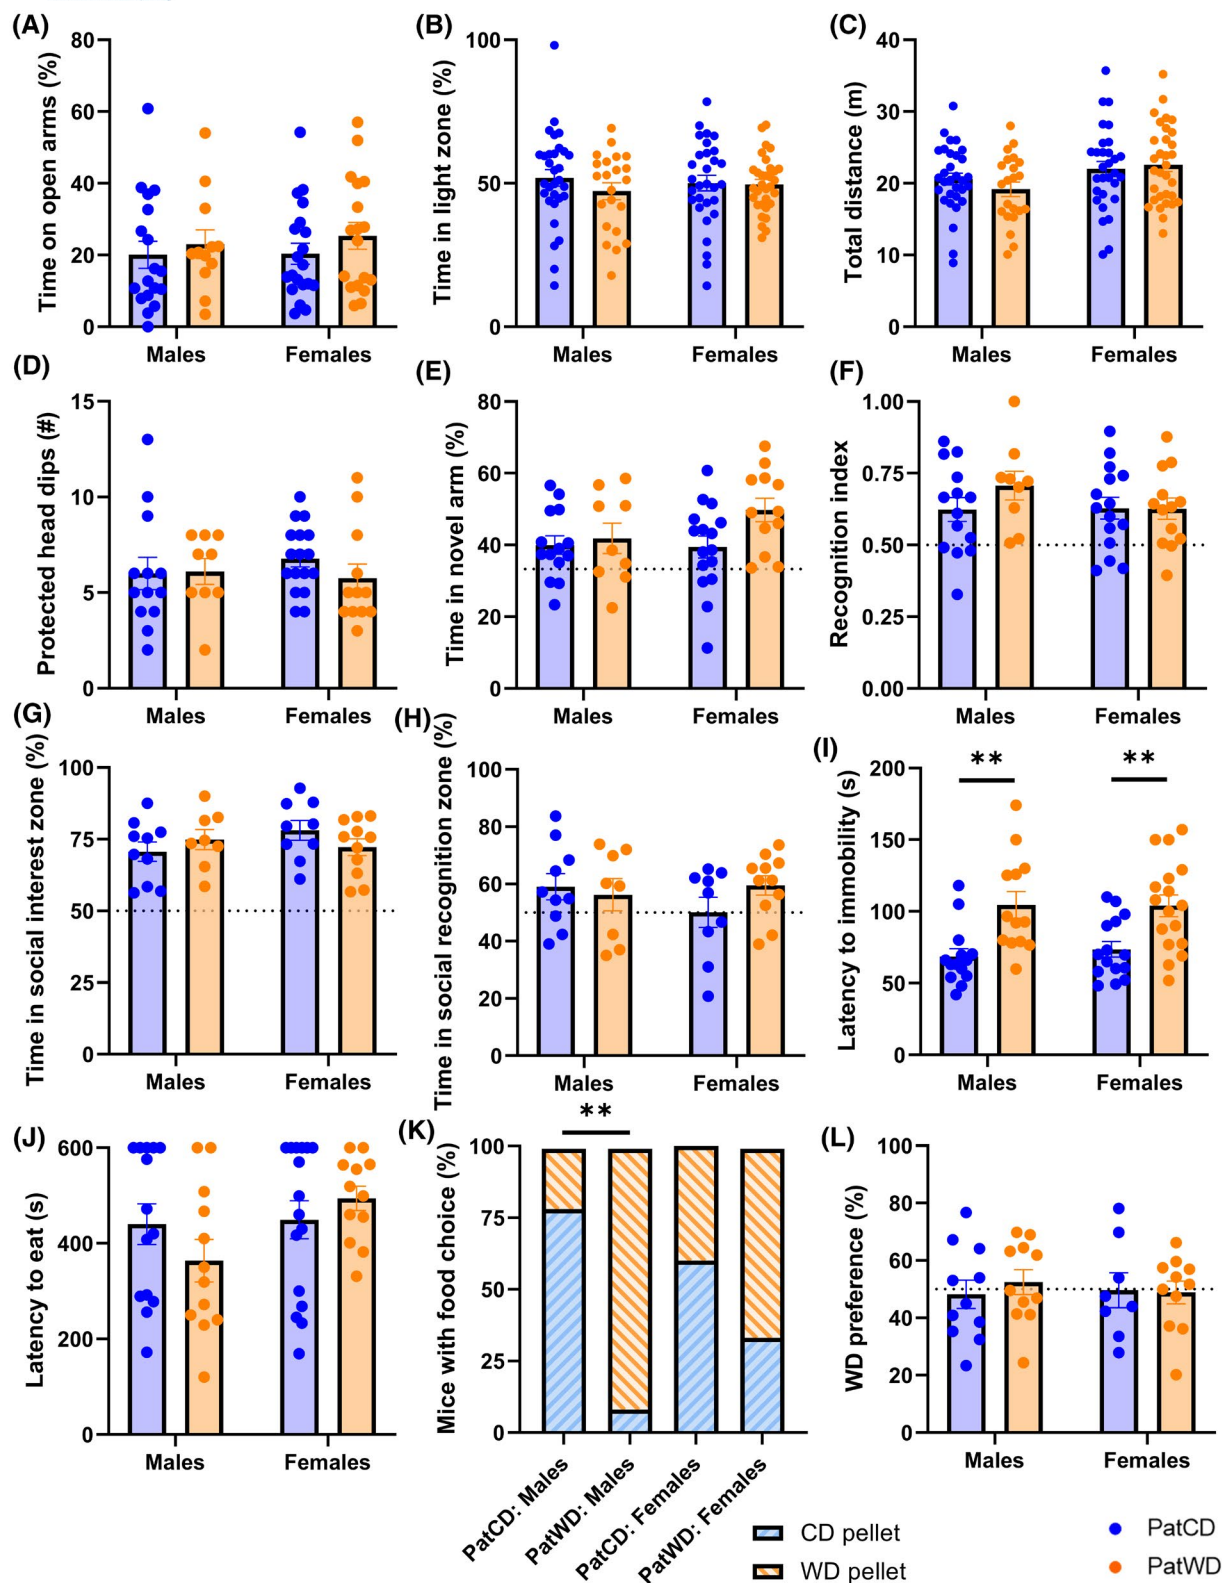 (A)
Time on open arms (%)
80
60
40
20
0
Males
Females
(B)
Time in light zone (%)
100
50
0
Males
Females
(C)
Total distance (m)
40
30
20
10
0
Males
Females
(D)
Protected head dips (#)
15
10
5
0
Males
Females
(E)
Time in novel arm (%)
80
60
40
20
0
Males
Females
(F)
Recognition index
1.00
0.75
0.50
0.25
0.00
Males
Females
(G)
Time in social interest zone (%)
100
75
50
25
0
Males
Females
(H)
Time in social recognition zone (%)
100
80
60
40
20
0
Males
Females
(I)
Latency to immobility (s)
200
150
100
50
0
**
**
Males
Females
(J)
Latency to eat (s)
600
400
200
0
Males
Females
(K)
Mice with food choice (%)
**
100
75
50
25
0
PatCD: Males
PatWD: Males
PatCD: Females
PatWD: Females
(L)
WD preference (%)
100
80
60
40
20
0
Males
Females
CD pellet
WD pellet
PatCD
PatWD